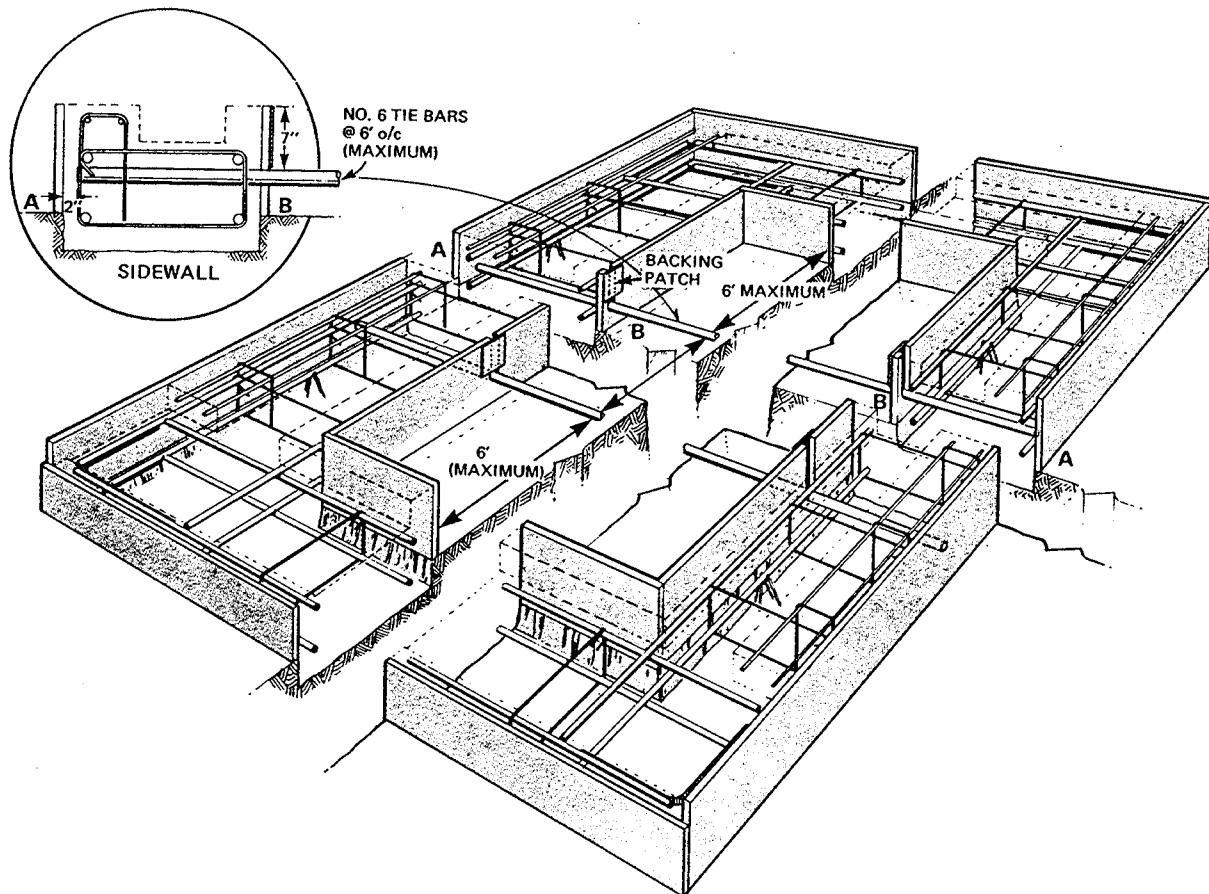 NO. 6 TIE BARS
@ 6' o/c
(MAXIMUM)
7"
A
2"
B
SIDEWALL
A
BACKING
PATCH
6' MAXIMUM
B
B
6'
(MAXIMUM)
A